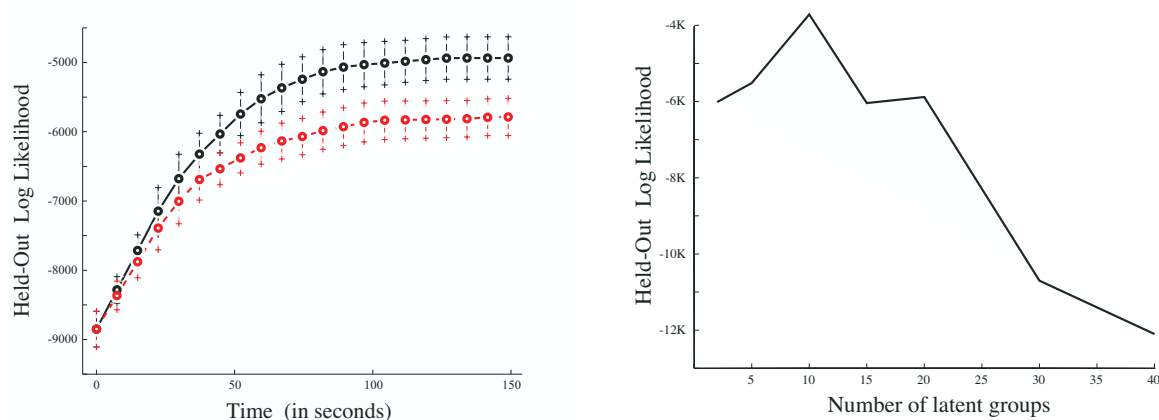 Held-Out Log Likelihood
-5000
-6000
-7000
-8000
-9000
0
50
100
150
Time (in seconds)
Held-Out Log Likelihood
-4K
-6K
-8K
-10K
-12K
5
10
15
20
25
30
35
40
Number of latent groups